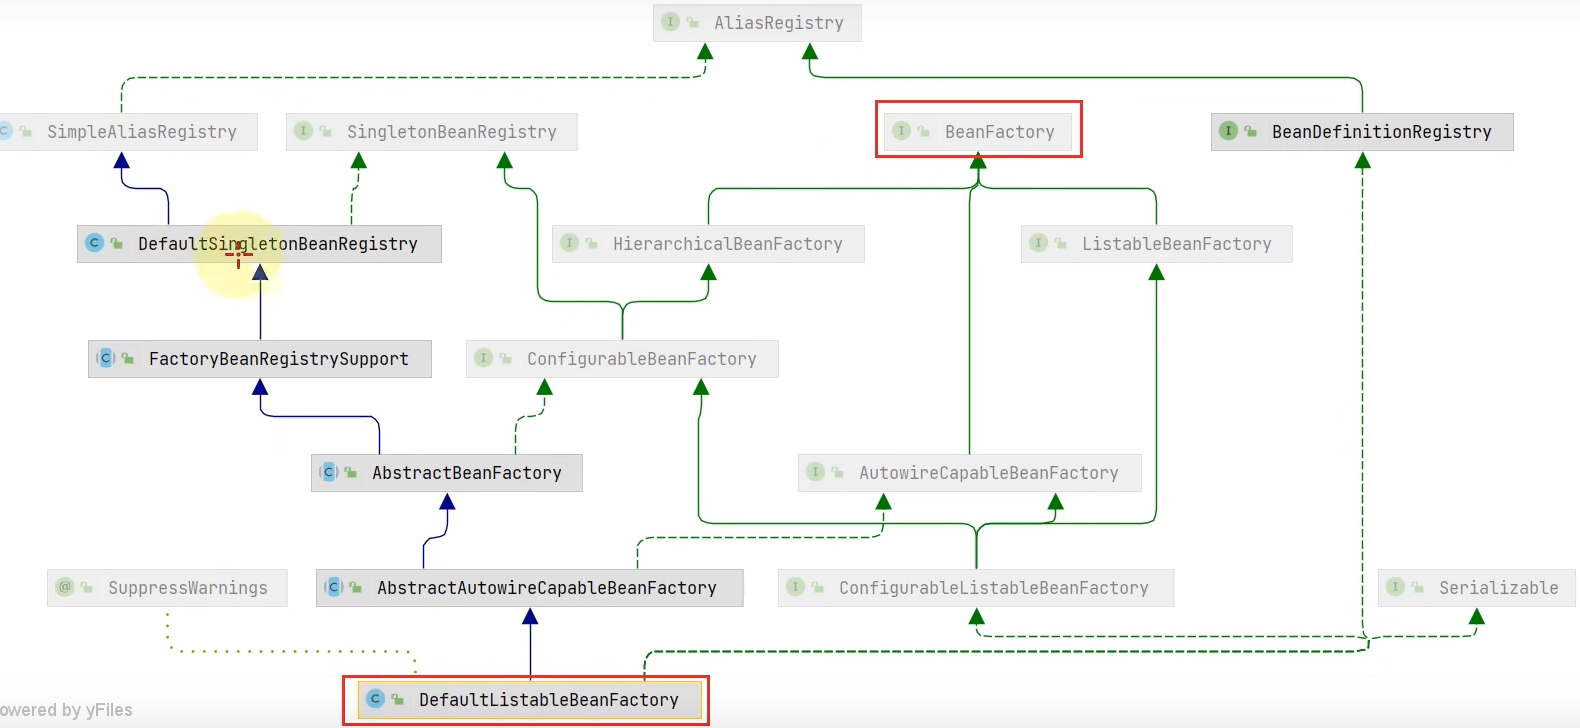 AliasRegistry
SimpleAliasRegistry
SingletonBeanRegistry
BeanFactory
BeanDefinitionRegistry
DefaultSingletonBeanRegistry
HierarchicalBeanFactory
ListableBeanFactory
FactoryBeanRegistrySupport
ConfigurableBeanFactory
AbstractBeanFactory
AutowireCapableBeanFactory
SuppressWarnings
AbstractAutowireCapableBeanFactory
ConfigurableListableBeanFactory
Serializable
DefaultListableBeanFactory
owered by yFiles